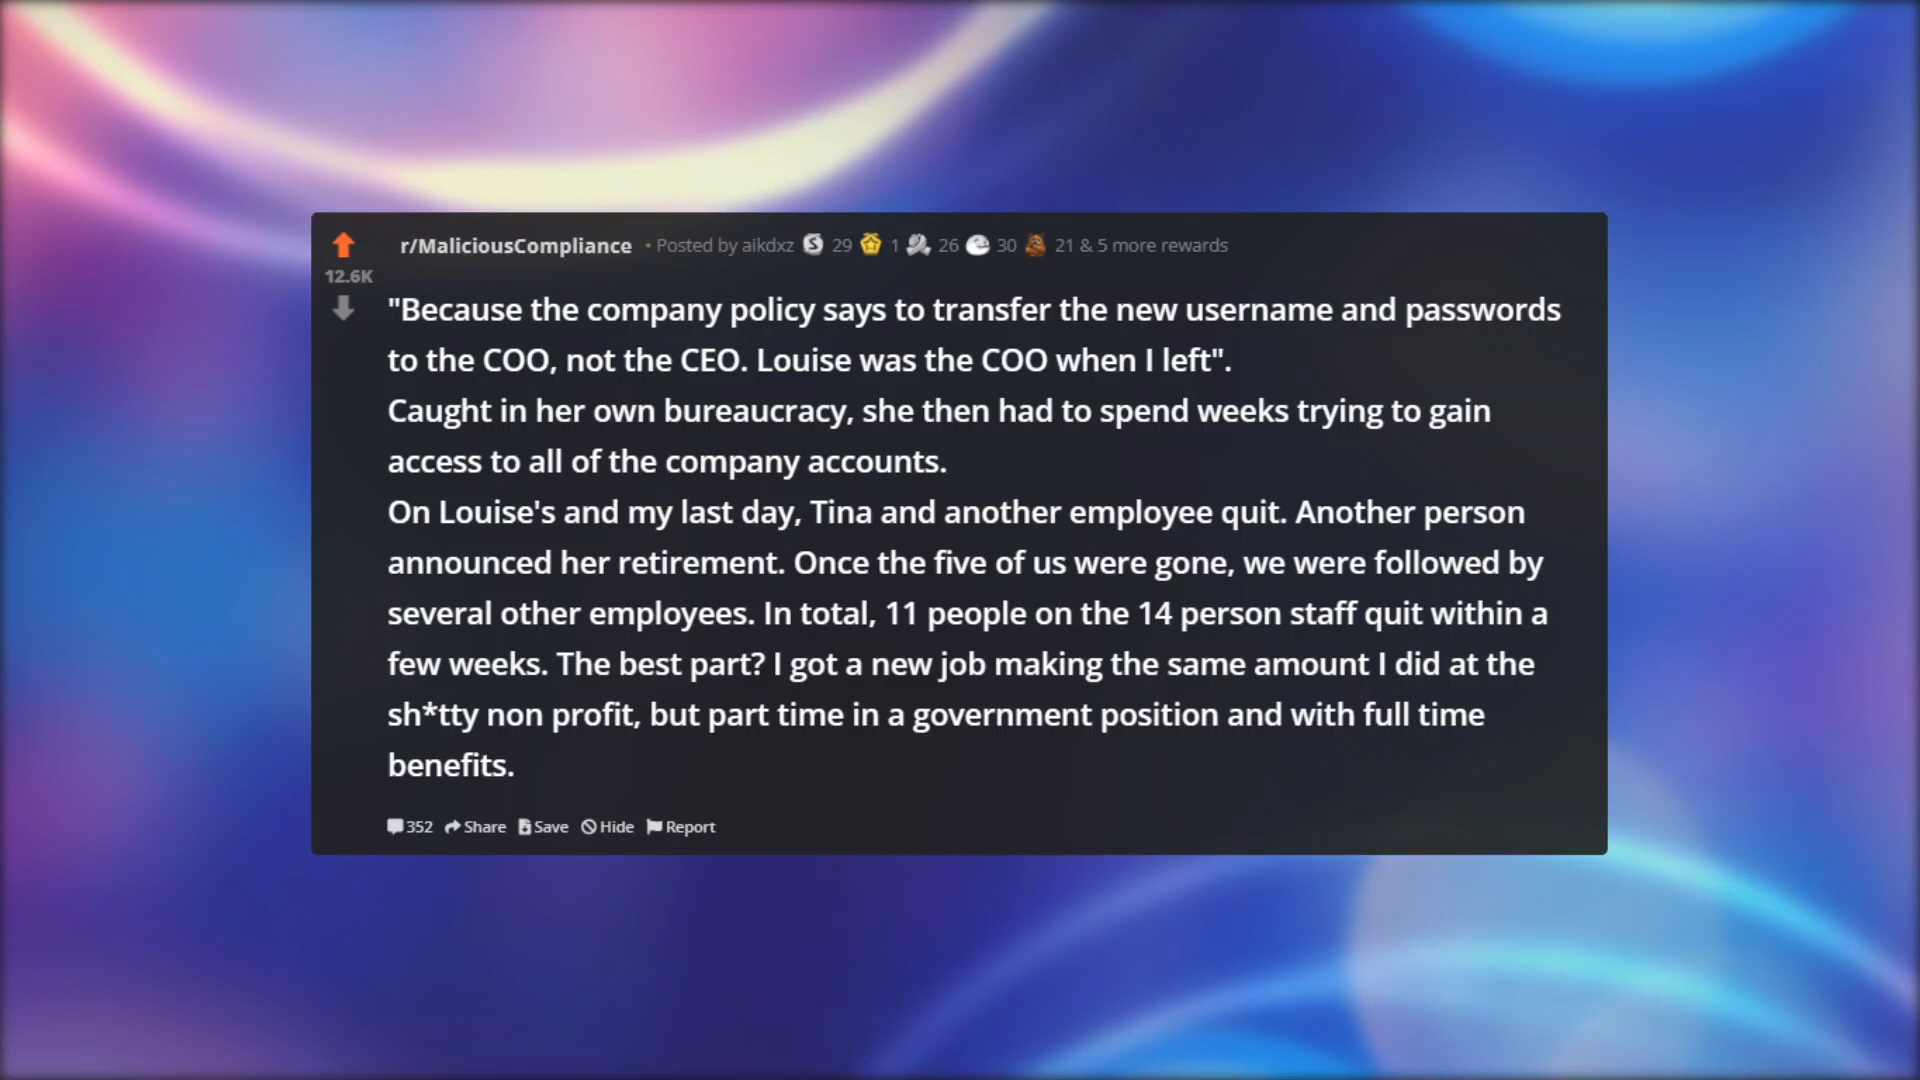 r/MaliciousCompliance • Posted by aikdxz 29 1 26 30 21 & 5 more rewards
12.6K
"Because the company policy says to transfer the new username and passwords
to the COO, not the CEO. Louise was the COO when I left".
Caught in her own bureaucracy, she then had to spend weeks trying to gain
access to all of the company accounts.
On Louise's and my last day, Tina and another employee quit. Another person
announced her retirement. Once the five of us were gone, we were followed by
several other employees. In total, 11 people on the 14 person staff quit within a
few weeks. The best part? I got a new job making the same amount I did at the
sh*tty non profit, but part time in a government position and with full time
benefits.
352 Share Save Hide Report